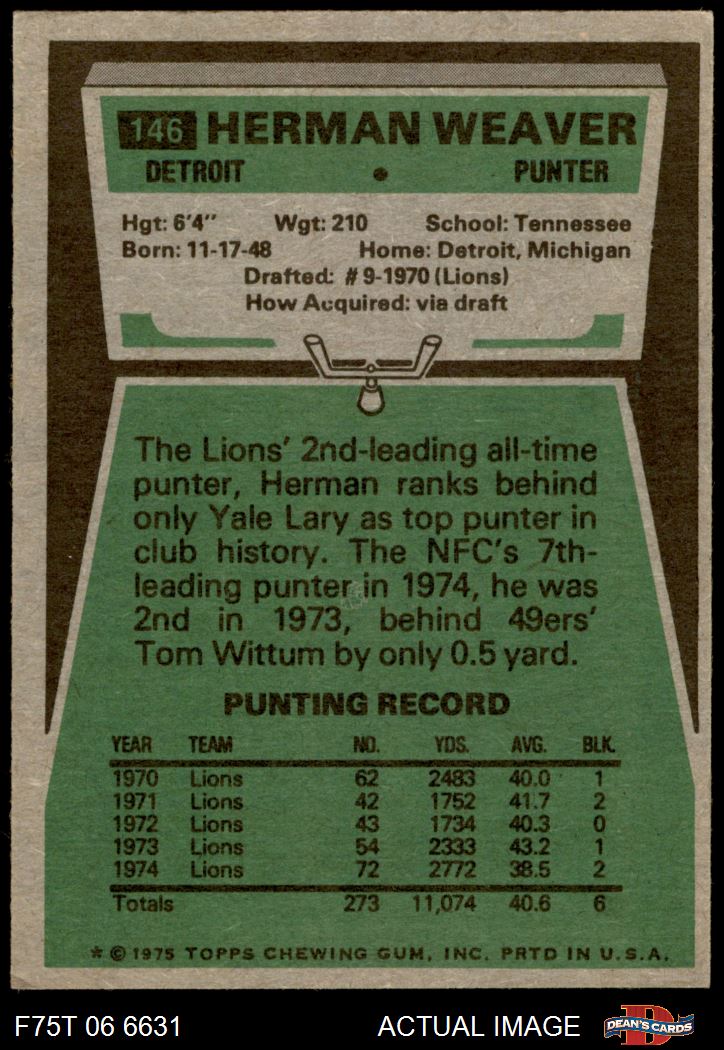 146 HERMAN WEAVER
DETROIT • PUNTER
Hgt: 6'4" Wgt: 210 School: Tennessee
Born: 11-17-48 Home: Detroit, Michigan
Drafted: #9-1970 (Lions)
How Acquired: via draft
The Lions' 2nd-leading all-time
punter, Herman ranks behind
only Yale Lary as top punter in
club history. The NFC's 7th-
leading punter in 1974, he was
2nd in 1973, behind 49ers'
Tom Wittum by only 0.5 yard.
PUNTING RECORD
YEAR TEAM NO. YDS. AVG. BLK.
1970 Lions 62 2483 40.0 1
1971 Lions 42 1752 41.7 2
1972 Lions 43 1734 40.3 0
1973 Lions 54 2333 43.2 1
1974 Lions 72 2772 38.5 2
Totals 273 11,074 40.6 6
* © 1975 TOPPS CHEWING GUM, INC. PRTD IN U.S.A.
F75T 06 6631 ACTUAL IMAGE DEAN'S CARDS